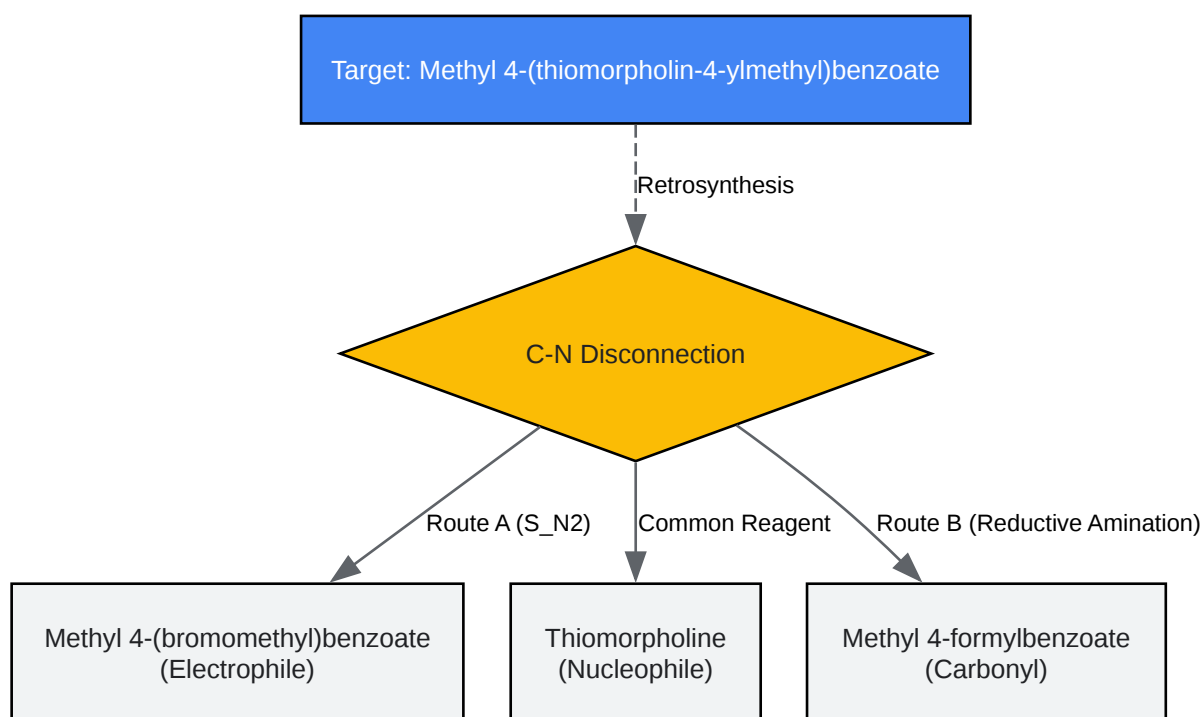 Target: Methyl 4-(thiomorpholin-4-ylmethyl)benzoate
Retrosynthesis
C-N Disconnection
Route A (S_N2)
Common Reagent
Route B (Reductive Amination)
Methyl 4-(bromomethyl)benzoate
(Electrophile)
Thiomorpholine
(Nucleophile)
Methyl 4-formylbenzoate
(Carbonyl)